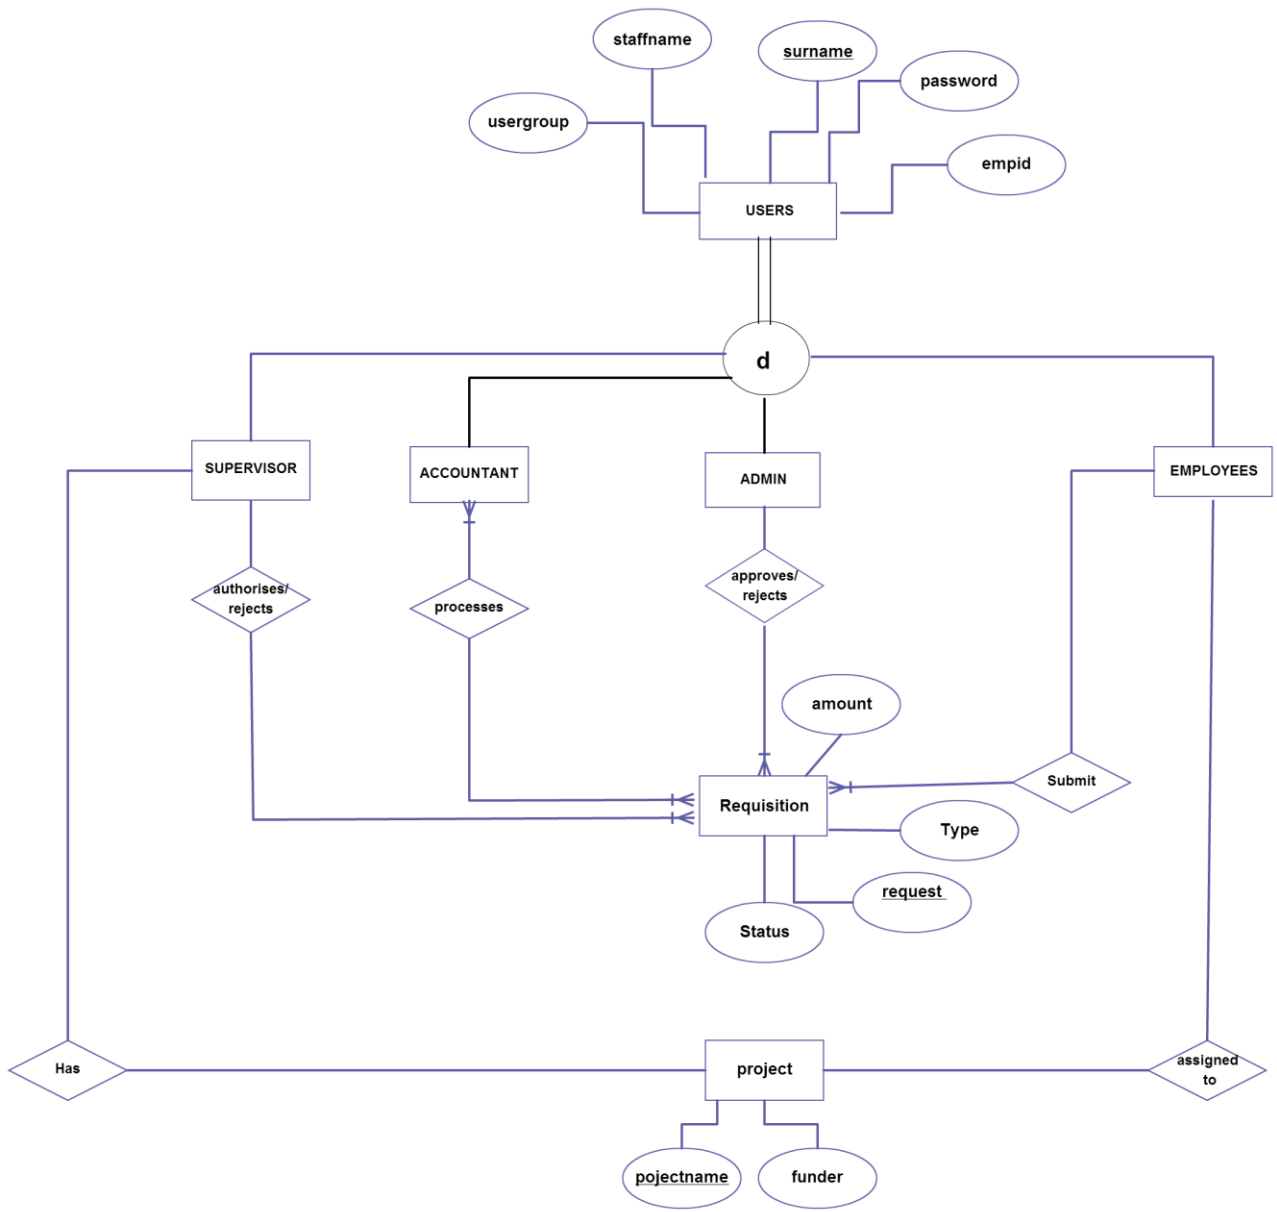 staffname
surname
password
usergroup
empid
USERS
d
SUPERVISOR
ACCOUNTANT
ADMIN
EMPLOYEES
authorises/
rejects
processes
approves/
rejects
amount
Submit
Requisition
Type
request
Status
Has
project
assigned
to
pojectname
funder